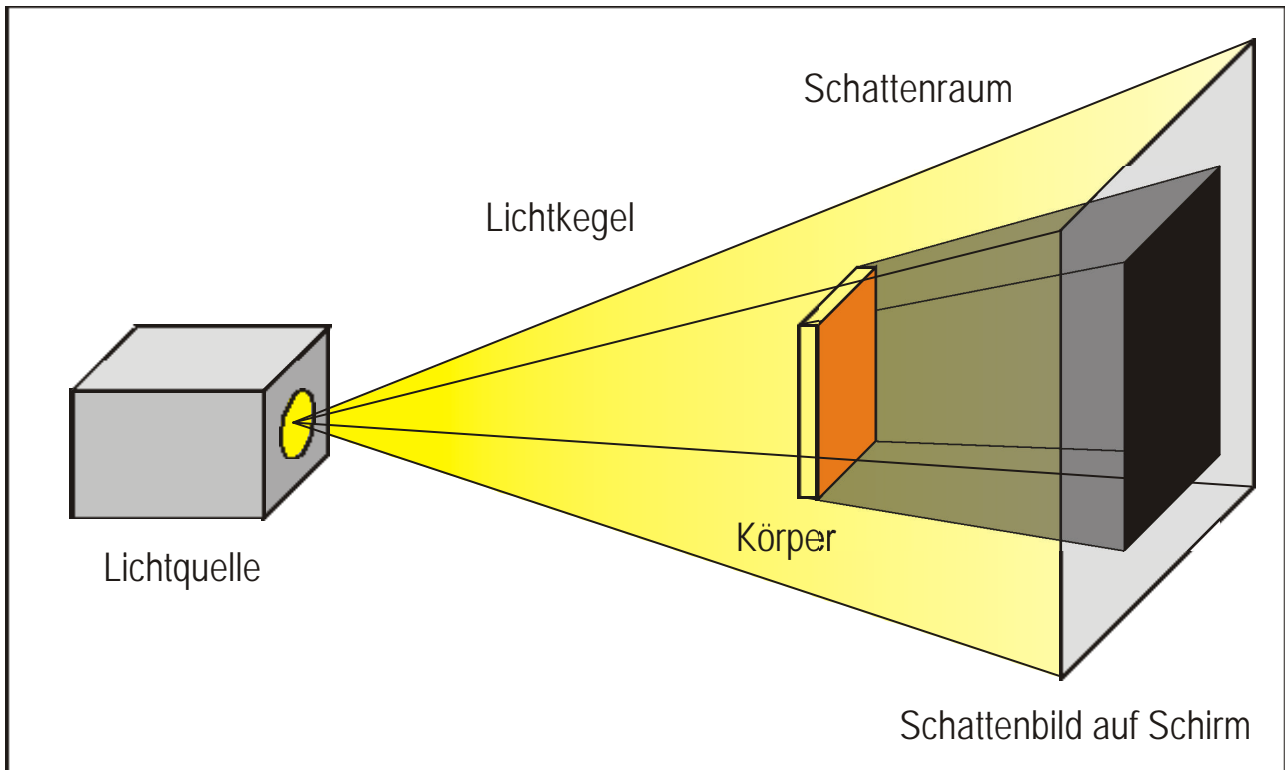 Schattenraum
Lichtkegel
Körper
Lichtquelle
Schattenbild auf Schirm